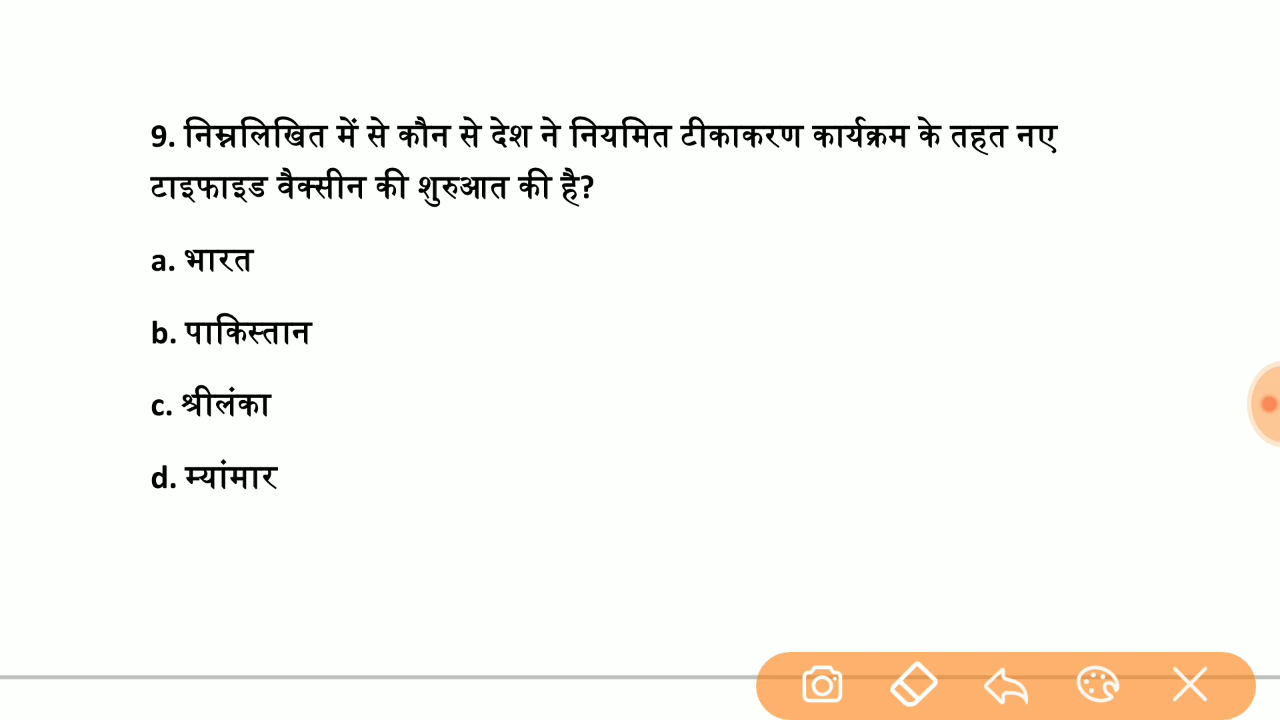 9. निम्नलिखित में से कौन से देश ने नियमित टीकाकरण कार्यक्रम के तहत नए
टाइफाइड वैक्सीन की शुरुआत की है?
a. भारत
b. पाकिस्तान
c. श्रीलंका
d. म्यांमार